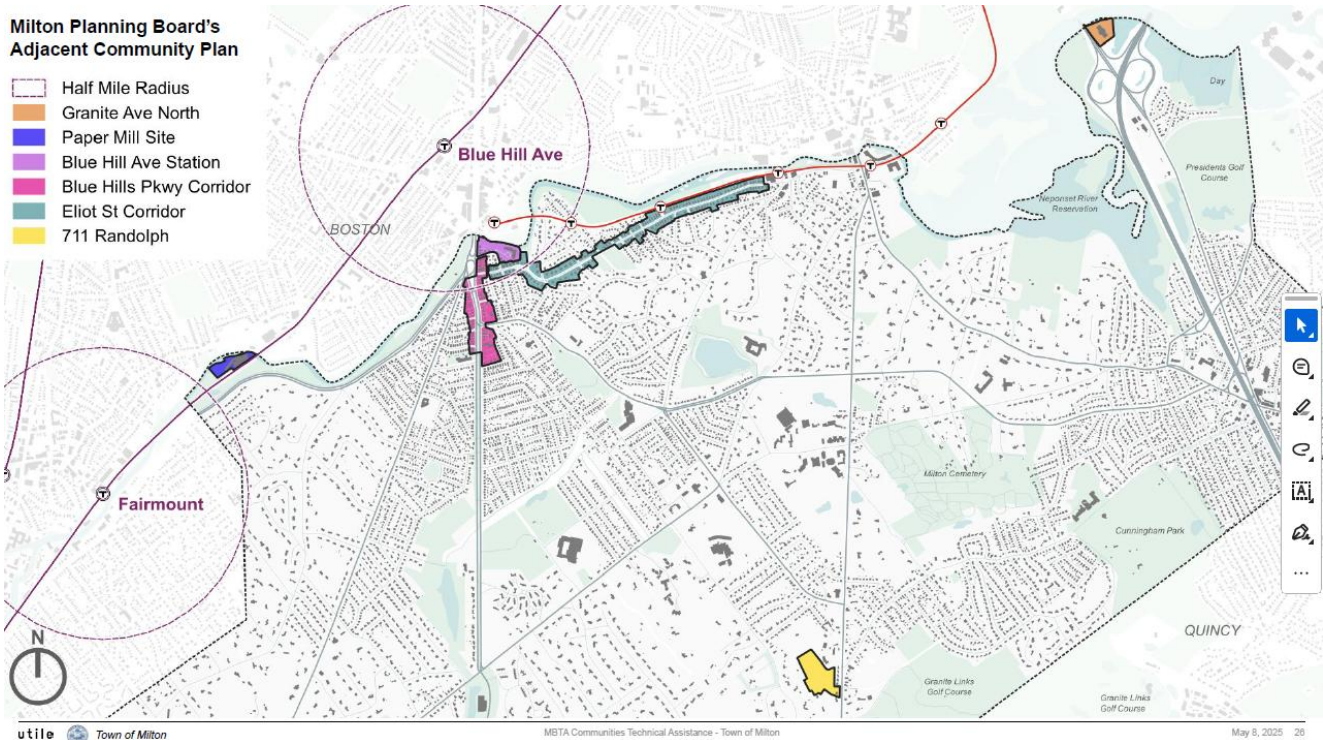 Milton Planning Board's
Adjacent Community Plan
Half Mile Radius
Granite Ave North
Paper Mill Site
Blue Hill Ave Station
Blue Hills Pkwy Corridor
Eliot St Corridor
711 Randolph
T
T
Blue Hill Ave
T
T
T
T
T
BOSTON
Day
Presidents Golf
Course
Neponset River
Reservation
T
Fairmount
Milton Cemetery
Cunningham Park
A
N
QUINCY
Granite Links
Golf Course
Granite Links
Golf Course
utile Town of Milton
MBTA Communities Technical Assistance - Town of Milton
May 8, 2025 26